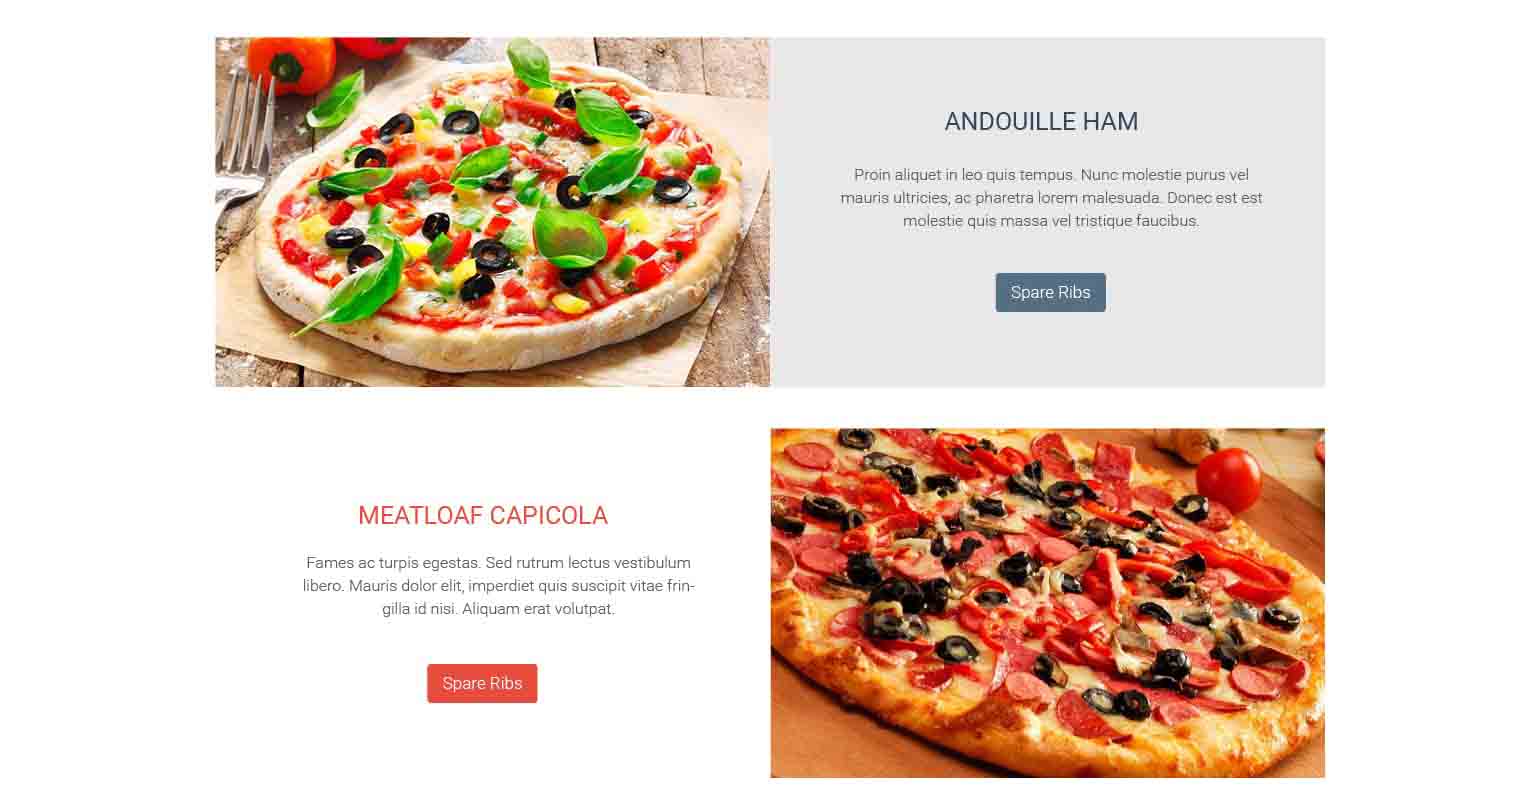 ANDOUILLE HAM
Proin aliquet in leo quis tempus. Nunc molestie purus vel
mauris ultricies, ac pharetra lorem malesuada. Donec est est
molestie quis massa vel tristique faucibus.
Spare Ribs
MEATLOAF CAPICOLA
Fames ac turpis egestas. Sed rutrum lectus vestibulum
libero. Mauris dolor elit, imperdiet quis suscipit vitae frin-
gilla id nisi. Aliquam erat volutpat.
Spare Ribs